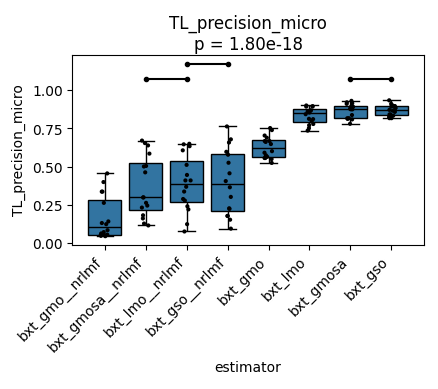 TL_precision_micro
p = 1.80e-18
TL_precision_micro
1.00
0.75
0.50
0.25
0.00
bxt_gmo__nrlmf
bxt_gmosa__nrlmf
bxt_lmo__nrlmf
bxt_gso__nrlmf
bxt_gmo
bxt_lmo
bxt_gmosa
bxt_gso
estimator